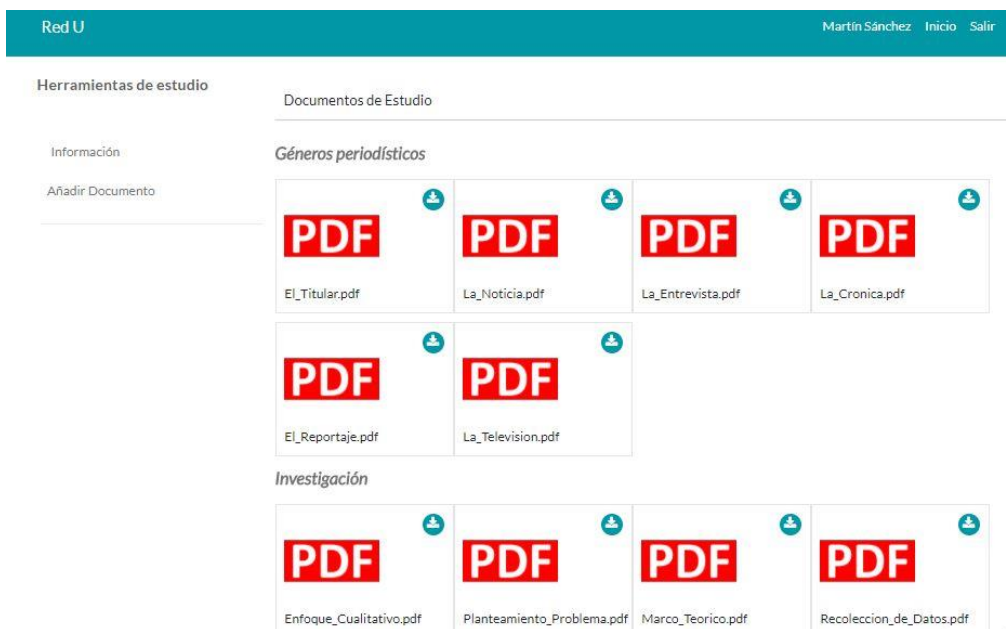 Red U
Martín Sánchez Inicio Salir
Herramientas de estudio
Información
Añadir Documento
Documentos de Estudio
Géneros periodísticos
PDF PDF PDF PDF
El_Titular.pdf La_Noticia.pdf La_Entrevista.pdf La_Cronica.pdf
PDF PDF
El_Reportaje.pdf La_Television.pdf
Investigación
PDF PDF PDF PDF
Enfoque_Cualitativo.pdf Planteamiento_Problema.pdf Marco_Teorico.pdf Recoleccion_de_Datos.pdf